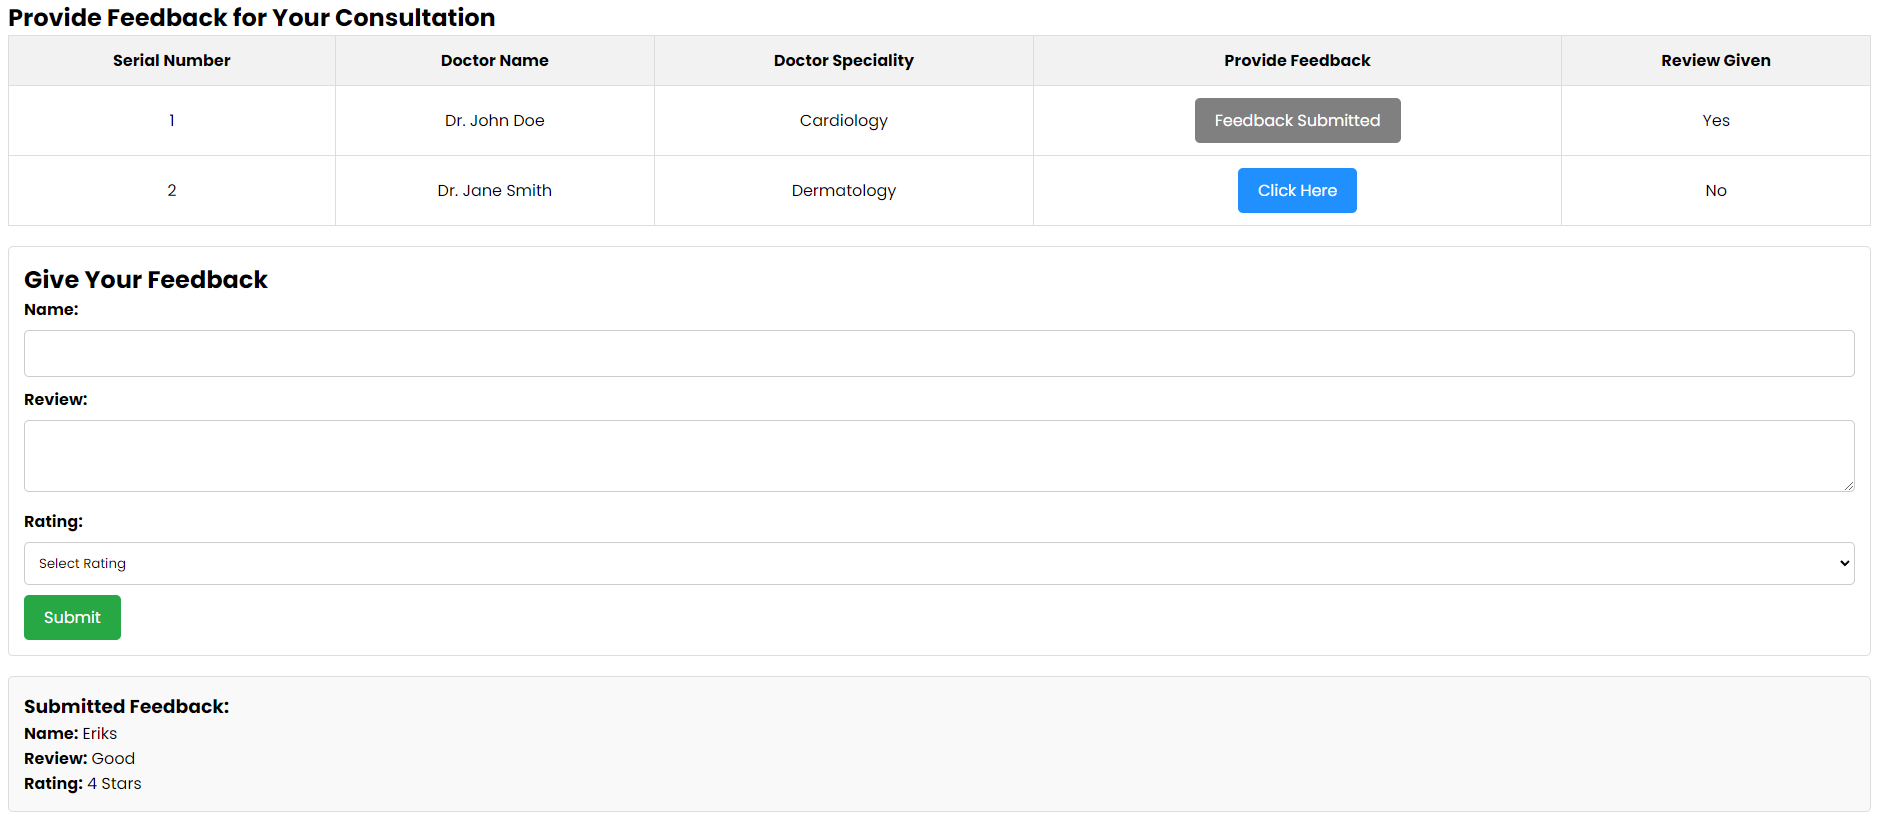 Provide Feedback for Your Consultation
Serial Number Doctor Name Doctor Speciality Provide Feedback Review Given
1 Dr. John Doe Cardiology Feedback Submitted Yes
2 Dr. Jane Smith Dermatology Click Here No
Give Your Feedback
Name:
Review:
Rating:
Select Rating
Submit
Submitted Feedback:
Name: Eriks
Review: Good
Rating: 4 Stars